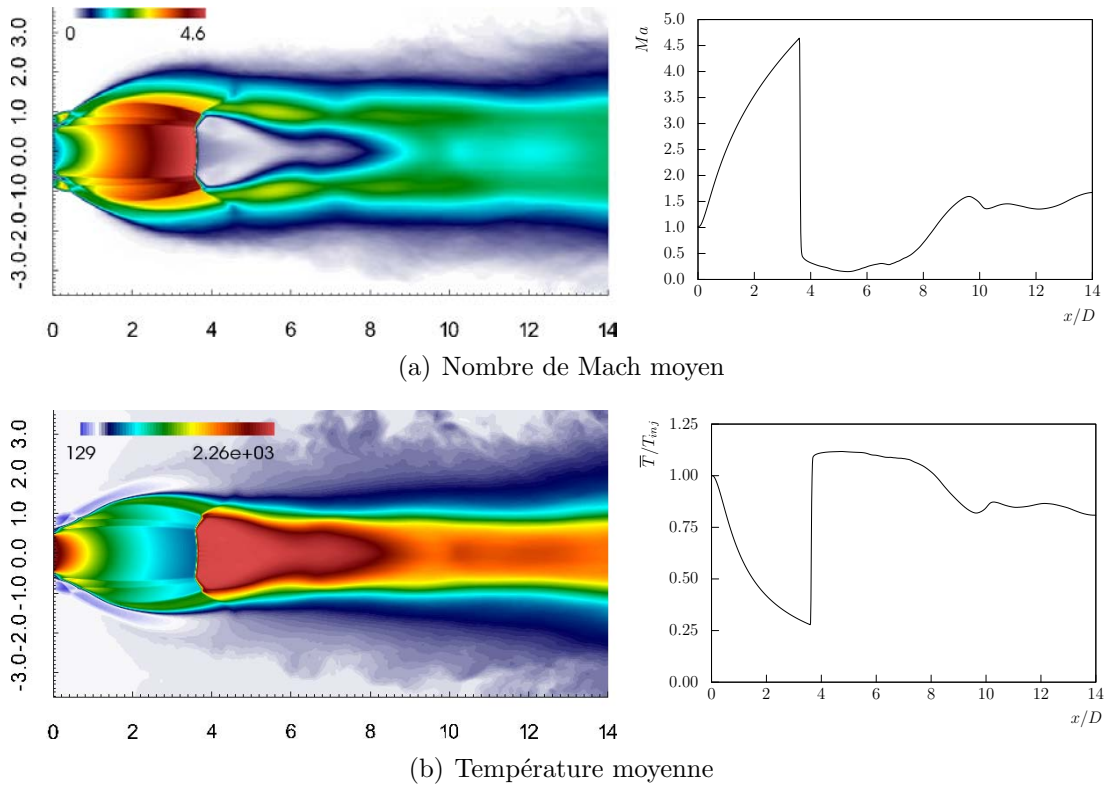 0 4.6
3.0
2.0
1.0
0.0
-1.0
-2.0
-3.0
0 2 4 6 8 10 12 14
Ma
5.0
4.5
4.0
3.5
3.0
2.5
2.0
1.5
1.0
0.5
0.0
0 2 4 6 8 10 12 14
x/D
(a) Nombre de Mach moyen
129 2.26e+03
3.0
2.0
1.0
0.0
-1.0
-2.0
-3.0
0 2 4 6 8 10 12 14
T̅/T_inj
1.25
1.00
0.75
0.50
0.25
0.00
0 2 4 6 8 10 12 14
x/D
(b) Température moyenne